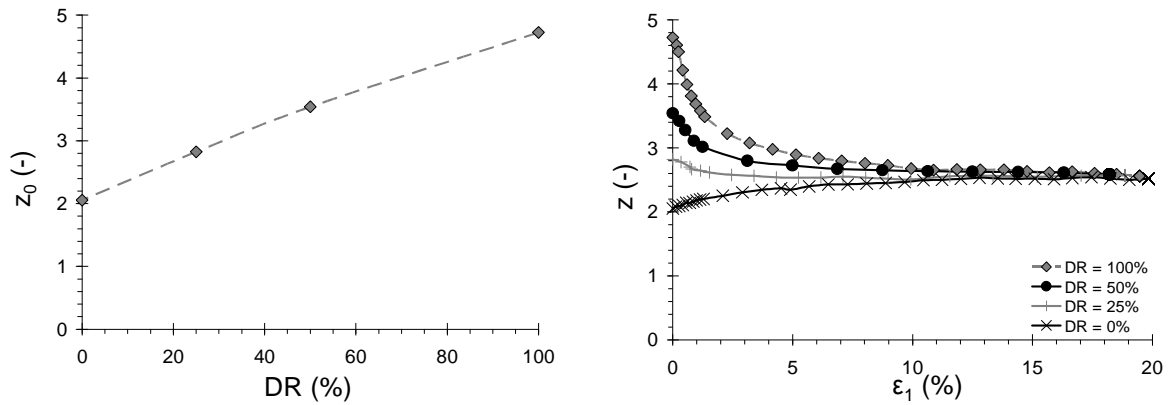 5
4
3
2
1
0
z₀ (-)
0 20 40 60 80 100
DR (%)
5
4
3
2
1
0
z (-)
DR = 100%
DR = 50%
DR = 25%
DR = 0%
0 5 10 15 20
ε₁ (%)